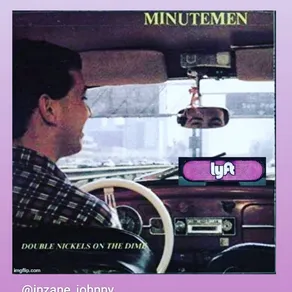 MINUTEMEN
lyft
DOUBLE NICKELS ON THE DIME
imgflip.com
@inzane_johnny